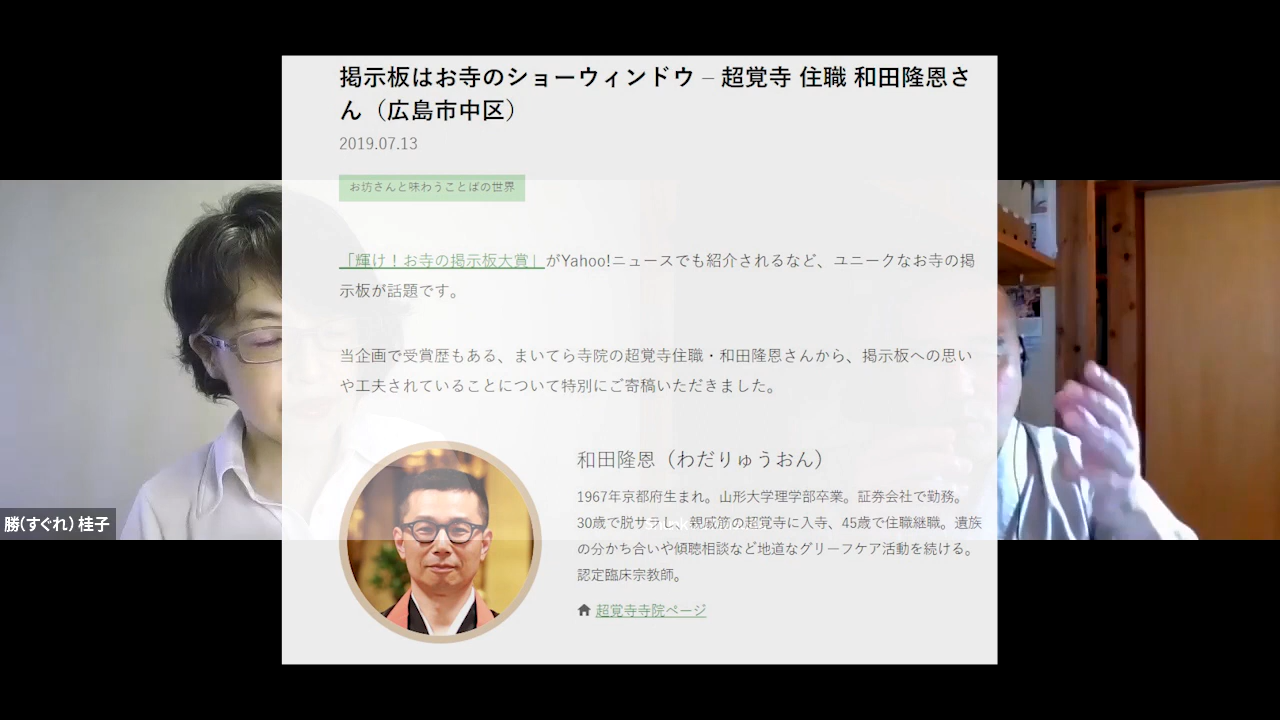 掲示板はお寺のショーウィンドウ – 超覚寺 住職 和田隆恩さ
ん（広島市中区）
2019.07.13
お坊さんと味わうことばの世界
「輝け！お寺の掲示板大賞」がYahoo!ニュースでも紹介されるなど、ユニークなお寺の掲
示板が話題です。
当企画で受賞歴もある、まいてら寺院の超覚寺住職・和田隆恩さんから、掲示板への思い
や工夫されていることについて特別にご寄稿いただきました。
和田隆恩（わだりゅうおん）
1967年京都府生まれ。山形大学理学部卒業。証券会社で勤務。
30歳で脱サラし、親戚筋の超覚寺に入寺、45歳で住職継職。遺族
の分かち合いや傾聴相談など地道なグリーフケア活動を続ける。
認定臨床宗教師。
超覚寺寺院ページ
勝(すぐれ) 桂子